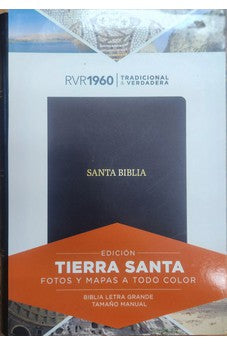 RVR1960 TRADICIONAL
& VERDADERA
SANTA BIBLIA
EDICIÓN
TIERRA SANTA
FOTOS Y MAPAS A TODO COLOR
BIBLIA LETRA GRANDE
TAMAÑO MANUAL